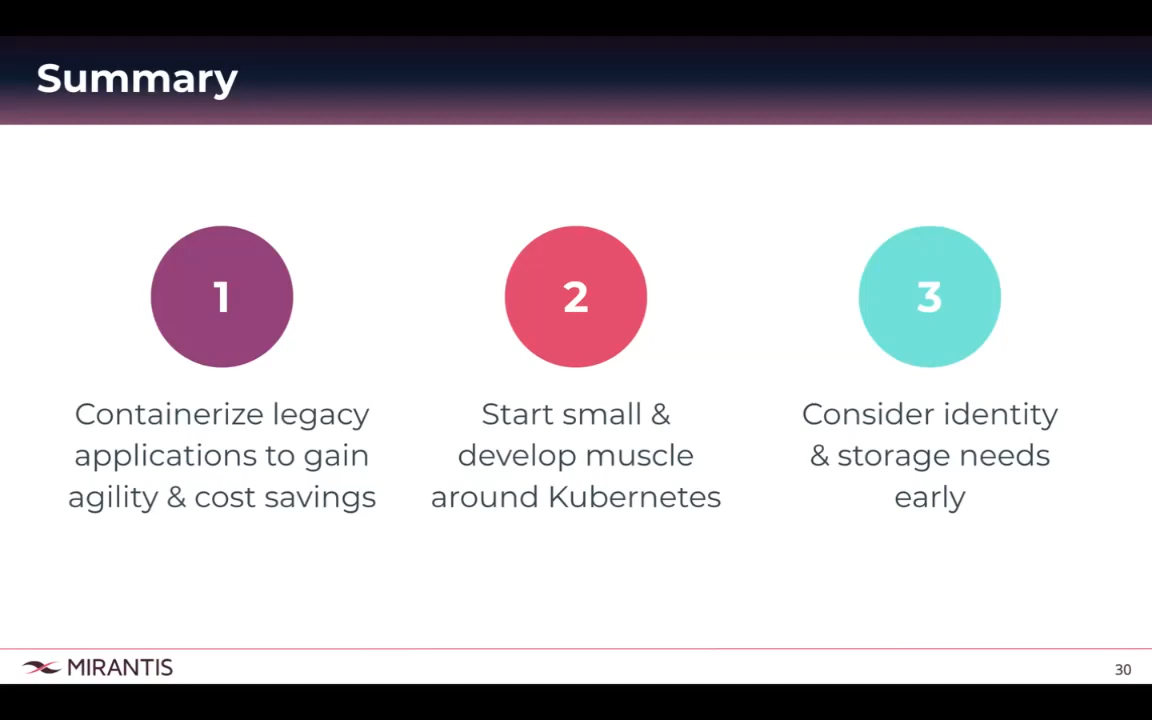 Summary
1
Containerize legacy
applications to gain
agility & cost savings
2
Start small &
develop muscle
around Kubernetes
3
Consider identity
& storage needs
early
MIRANTIS
30